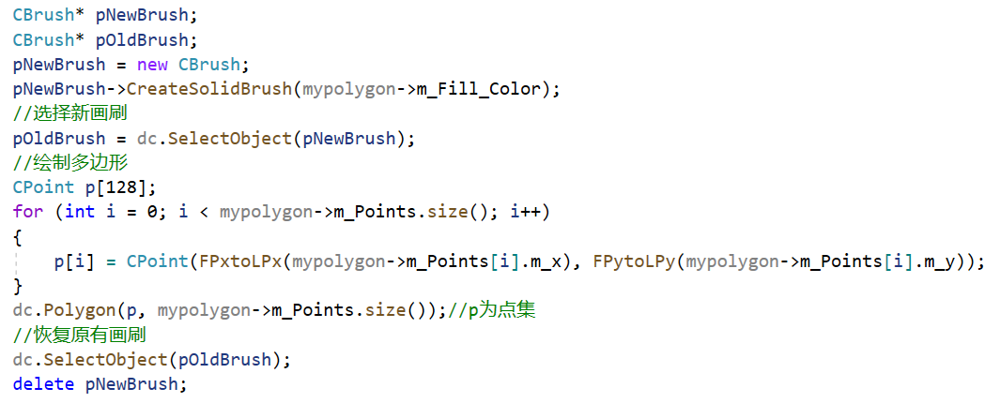 CBrush* pNewBrush;
CBrush* pOldBrush;
pNewBrush = new CBrush;
pNewBrush->CreateSolidBrush(mypolygon->m_Fill_Color);
//选择新画刷
pOldBrush = dc.SelectObject(pNewBrush);
//绘制多边形
CPoint p[128];
for (int i = 0; i < mypolygon->m_Points.size(); i++)
{
    p[i] = CPoint(FPxtoLPx(mypolygon->m_Points[i].m_x), FPytoLPy(mypolygon->m_Points[i].m_y));
}
dc.Polygon(p, mypolygon->m_Points.size());//p为点集
//恢复原有画刷
dc.SelectObject(pOldBrush);
delete pNewBrush;